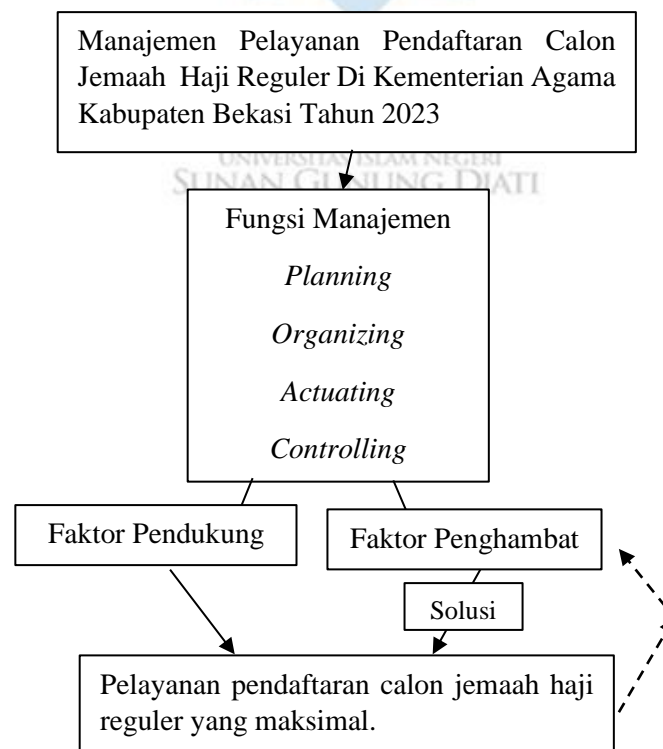 Manajemen Pelayanan Pendaftaran Calon
Jemaah Haji Reguler Di Kementerian Agama
Kabupaten Bekasi Tahun 2023
UNIVERSITAS ISLAM NEGERI
SUNAN GUNUNG DJATI
Fungsi Manajemen
Planning
Organizing
Actuating
Controlling
Faktor Pendukung
Faktor Penghambat
Solusi
Pelayanan pendaftaran calon jemaah haji
reguler yang maksimal.